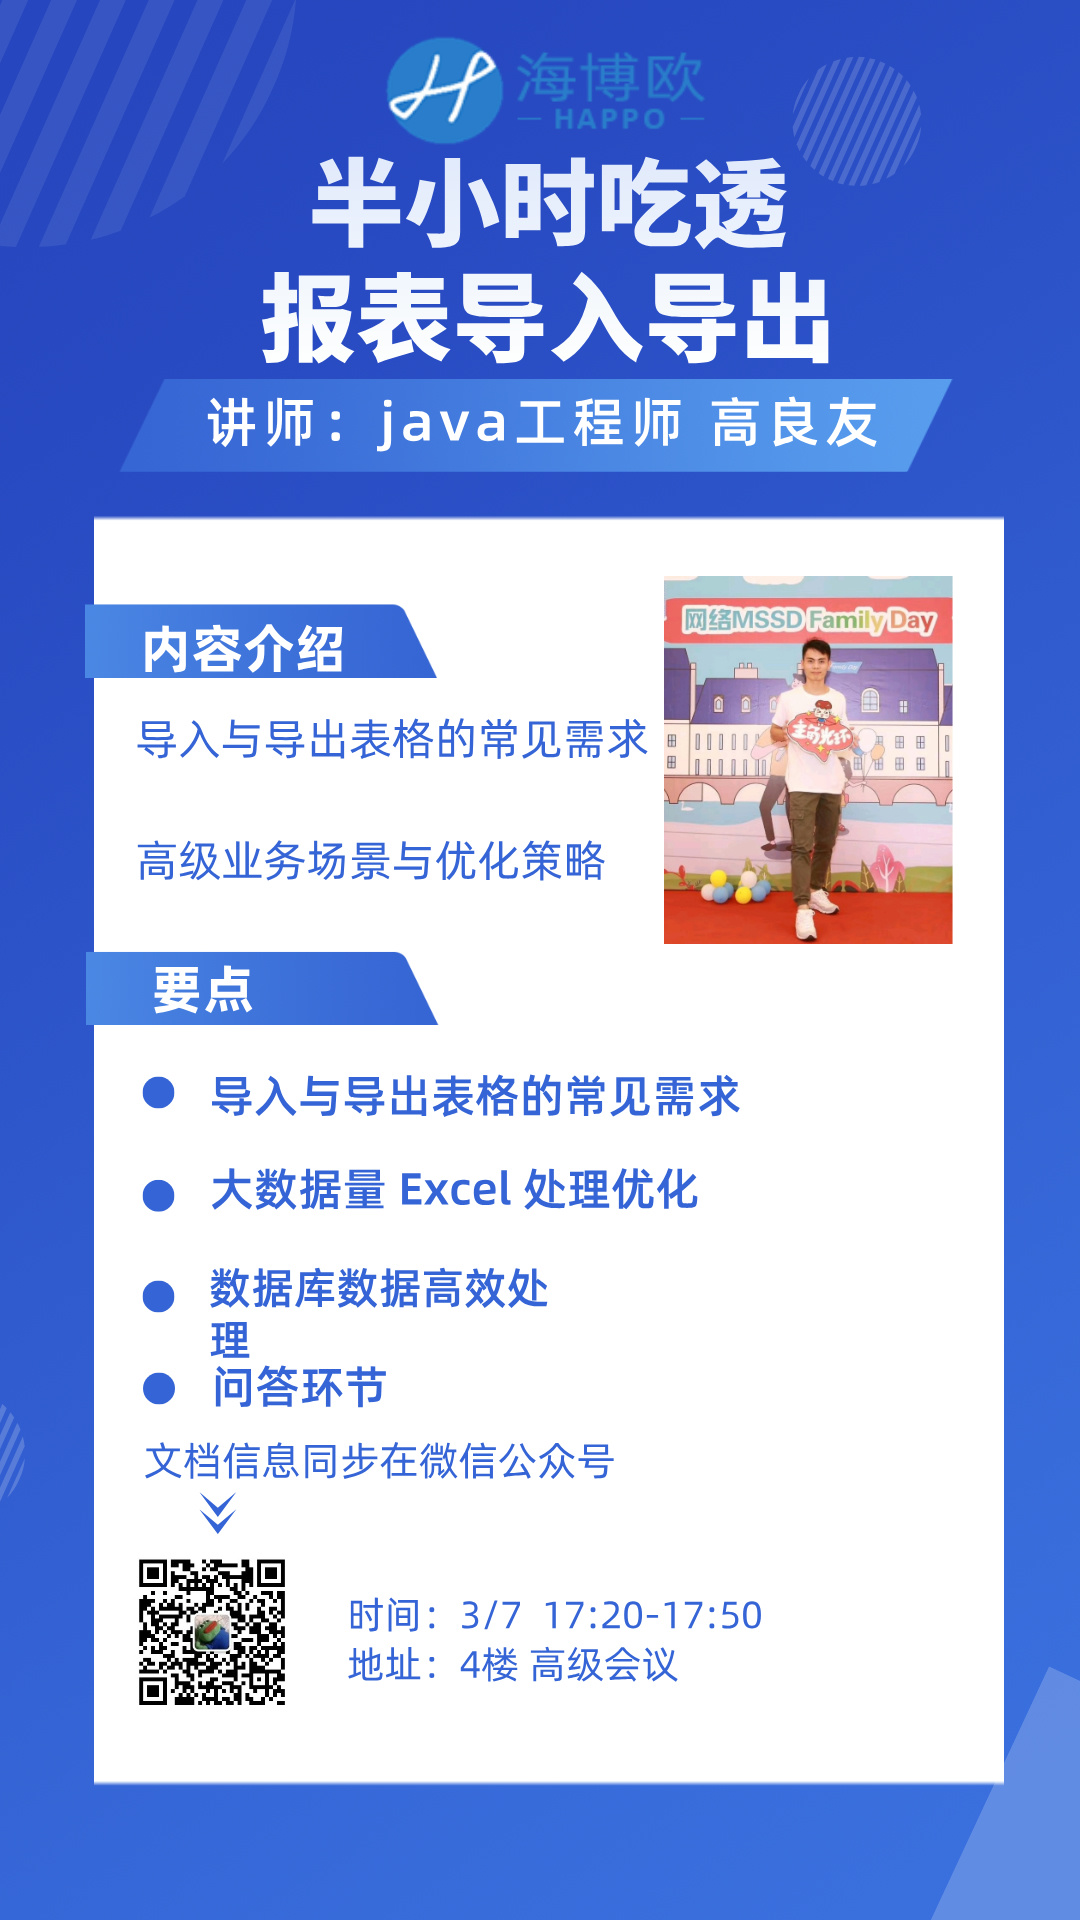 海博欧
HAPPO
半小时吃透
报表导入导出
讲师：java工程师 高良友
内容介绍
导入与导出表格的常见需求
高级业务场景与优化策略
网络MSSD Family Day
要点
导入与导出表格的常见需求
大数据量 Excel 处理优化
数据库数据高效处
理
问答环节
文档信息同步在微信公众号
时间：3/7 17:20-17:50
地址：4楼 高级会议